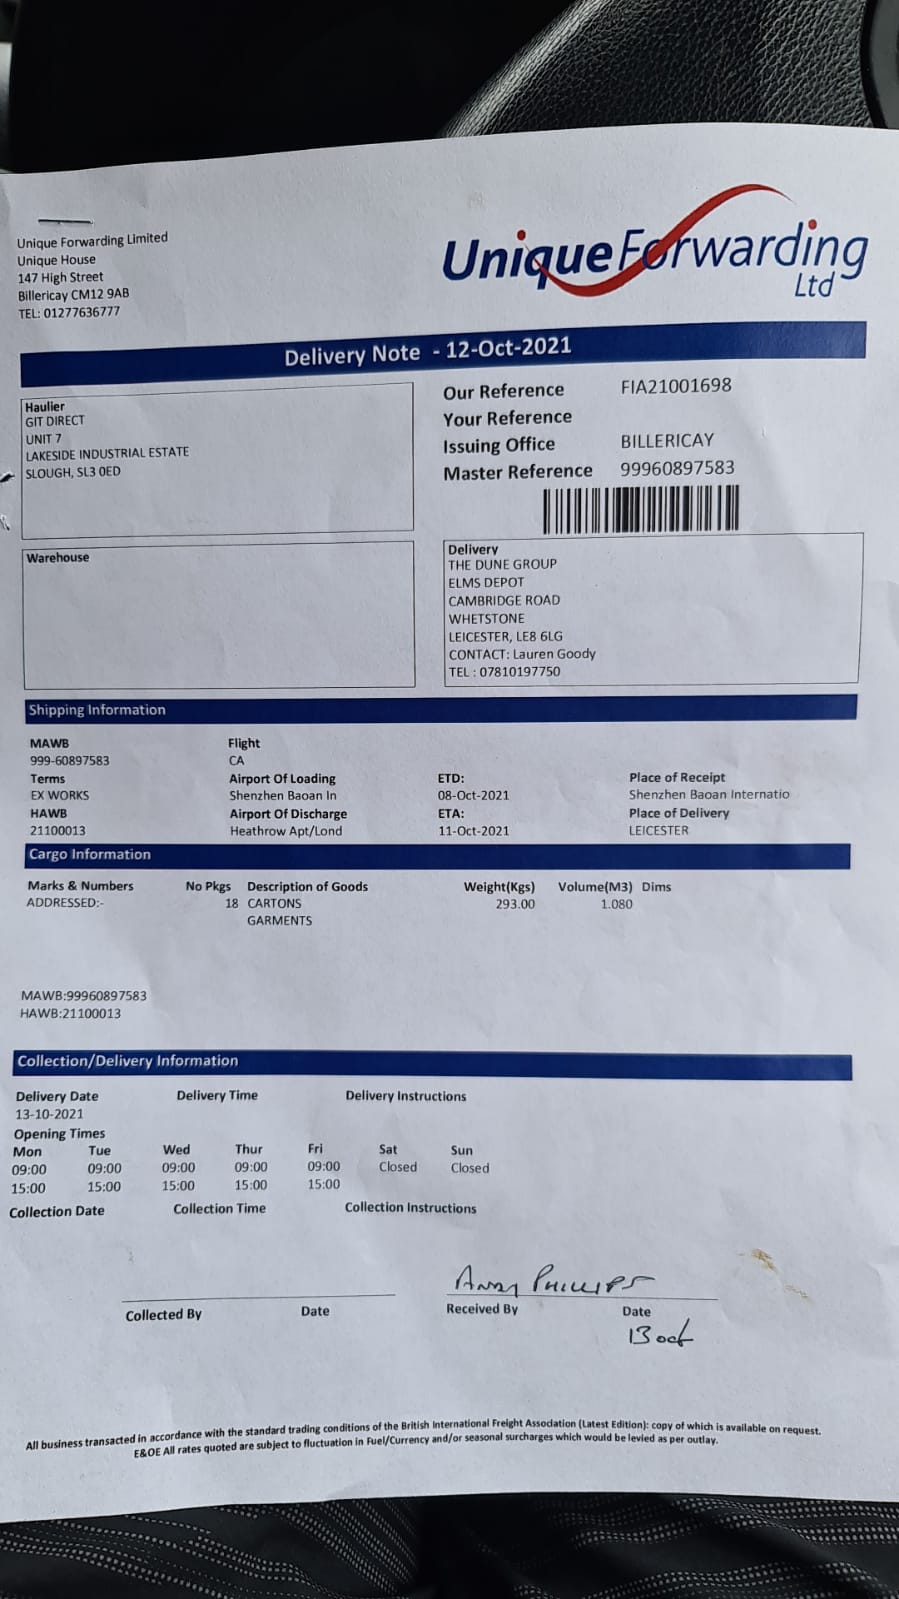 Unique Forwarding Limited
Unique House
147 High Street
Billericay CM12 9AB
TEL: 01277636777
UniqueForwarding
Ltd
Delivery Note - 12-Oct-2021
Haulier
GIT DIRECT
UNIT 7
LAKESIDE INDUSTRIAL ESTATE
SLOUGH, SL3 0ED
Our Reference FIA21001698
Your Reference
Issuing Office BILLERICAY
Master Reference 99960897583
Warehouse
Delivery
THE DUNE GROUP
ELMS DEPOT
CAMBRIDGE ROAD
WHETSTONE
LEICESTER, LE8 6LG
CONTACT: Lauren Goody
TEL : 07810197750
Shipping Information
MAWB Flight
999-60897583 CA
Terms Airport Of Loading ETD: Place of Receipt
EX WORKS Shenzhen Baoan In 08-Oct-2021 Shenzhen Baoan Internatio
HAWB Airport Of Discharge ETA: Place of Delivery
21100013 Heathrow Apt/Lond 11-Oct-2021 LEICESTER
Cargo Information
Marks & Numbers No Pkgs Description of Goods Weight(Kgs) Volume(M3) Dims
ADDRESSED:- 18 CARTONS 293.00 1.080
GARMENTS
MAWB:99960897583
HAWB:21100013
Collection/Delivery Information
Delivery Date Delivery Time Delivery Instructions
13-10-2021
Opening Times
Mon Tue Wed Thur Fri Sat Sun
09:00 09:00 09:00 09:00 09:00 Closed Closed
15:00 15:00 15:00 15:00 15:00
Collection Date Collection Time Collection Instructions
Andy PHILLIPS
Collected By Date Received By Date
13 oct
All business transacted in accordance with the standard trading conditions of the British International Freight Association (Latest Edition): copy of which is available on request.
E&OE All rates quoted are subject to fluctuation in Fuel/Currency and/or seasonal surcharges which would be levied as per outlay.